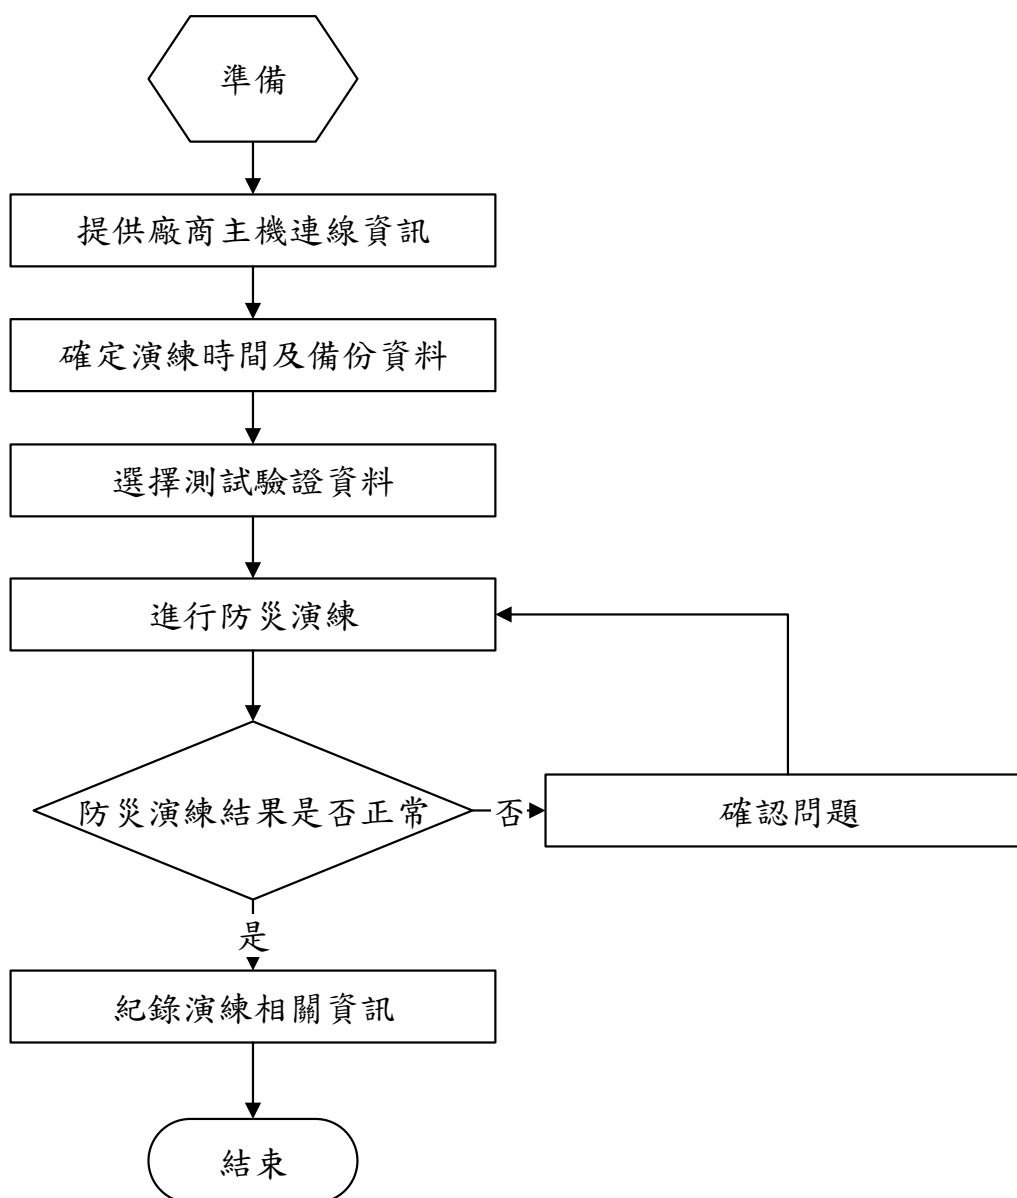 準備
提供廠商主機連線資訊
確定演練時間及備份資料
選擇測試驗證資料
進行防災演練
防災演練結果是否正常
否
確認問題
是
紀錄演練相關資訊
結束